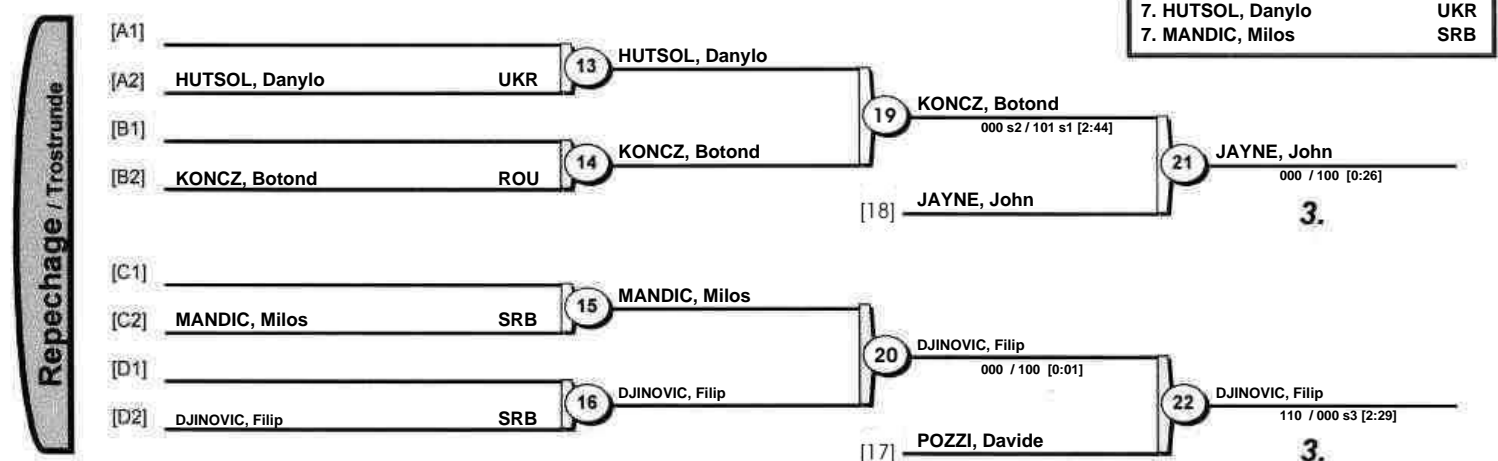 7. HUTSOL, Danylo UKR
7. MANDIC, Milos SRB
Repechage / Trostrunde
[A1]
[A2] HUTSOL, Danylo UKR
13 HUTSOL, Danylo
[B1]
[B2] KONCZ, Botond ROU
14 KONCZ, Botond
19 KONCZ, Botond
000 s2 / 101 s1 [2:44]
[18] JAYNE, John
21 JAYNE, John
000 / 100 [0:26]
3.
[C1]
[C2] MANDIC, Milos SRB
15 MANDIC, Milos
[D1]
[D2] DJINOVIC, Filip SRB
16 DJINOVIC, Filip
20 DJINOVIC, Filip
000 / 100 [0:01]
[17] POZZI, Davide
22 DJINOVIC, Filip
110 / 000 s3 [2:29]
3.